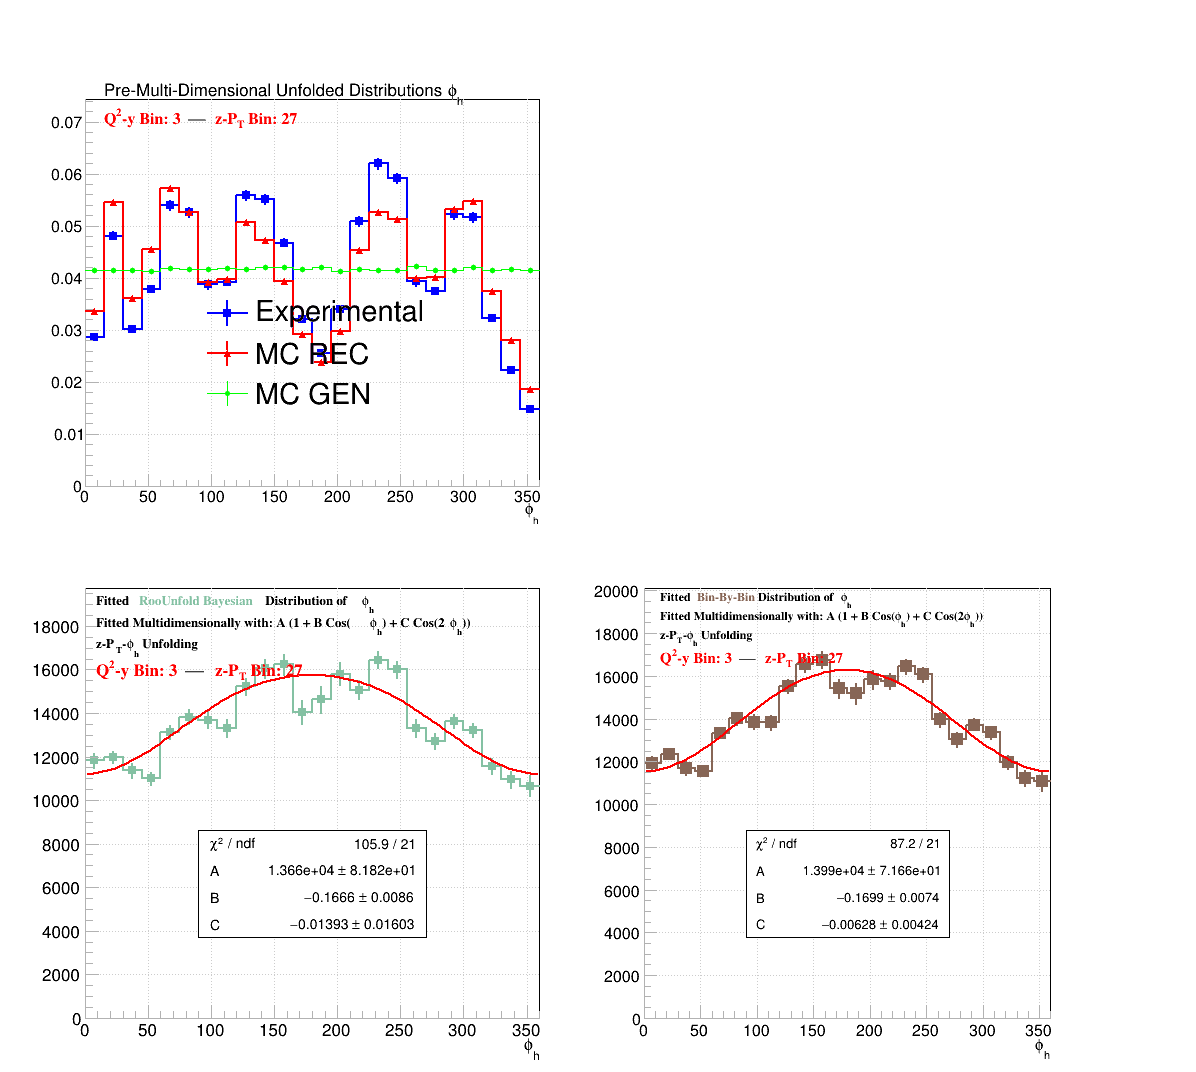 Pre-Multi-Dimensional Unfolded Distributions ϕh
Q²-y Bin: 3 — z-PT Bin: 27
0.07
0.06
0.05
0.04
0.03
0.02
0.01
0
Experimental
MC REC
MC GEN
0 50 100 150 200 250 300 350
ϕh
Fitted RooUnfold Bayesian Distribution of ϕh
Fitted Multidimensionally with: A (1 + B Cos( ϕh) + C Cos(2 ϕh))
z-PT-ϕh Unfolding
Q²-y Bin: 3 — z-PT Bin: 27
18000
16000
14000
12000
10000
8000
6000
4000
2000
0
χ² / ndf 105.9 / 21
A 1.366e+04 ± 8.182e+01
B −0.1666 ± 0.0086
C −0.01393 ± 0.01603
0 50 100 150 200 250 300 350
ϕh
Fitted Bin-By-Bin Distribution of ϕh
Fitted Multidimensionally with: A (1 + B Cos(ϕh) + C Cos(2ϕh))
z-PT-ϕh Unfolding
Q²-y Bin: 3 — z-PT Bin: 27
20000
18000
16000
14000
12000
10000
8000
6000
4000
2000
0
χ² / ndf 87.2 / 21
A 1.399e+04 ± 7.166e+01
B −0.1699 ± 0.0074
C −0.00628 ± 0.00424
0 50 100 150 200 250 300 350
ϕh